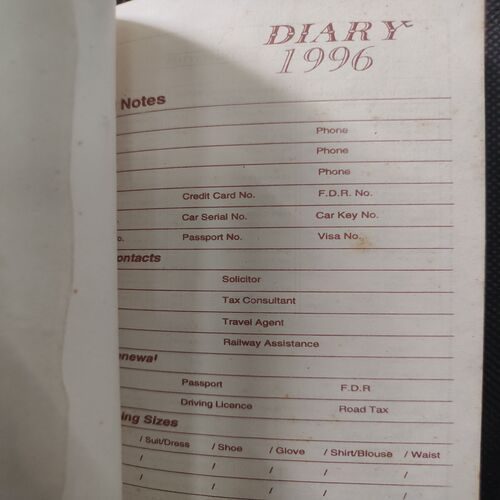 DIARY
1996
Notes
Phone
Phone
Phone
Credit Card No. F.D.R. No.
Car Serial No. Car Key No.
o. Passport No. Visa No.
ontacts
Solicitor
Tax Consultant
Travel Agent
Railway Assistance
enewal
Passport F.D.R
Driving Licence Road Tax
ing Sizes
/ Suit/Dress / Shoe / Glove / Shirt/Blouse / Waist
/ / / / /
/ / / /